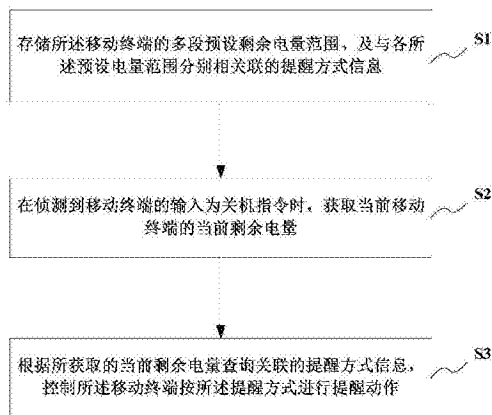 存储所述移动终端的多段预设剩余电量范围、及与各所
述预设电量范围分别相关联的提醒方式信息
S1
在侦测到移动终端的输入为关机指令时，获取当前移动
终端的当前剩余电量
S2
根据所获取的当前剩余电量查询关联的提醒方式信息，
控制所述移动终端按所述提醒方式进行提醒动作
S3